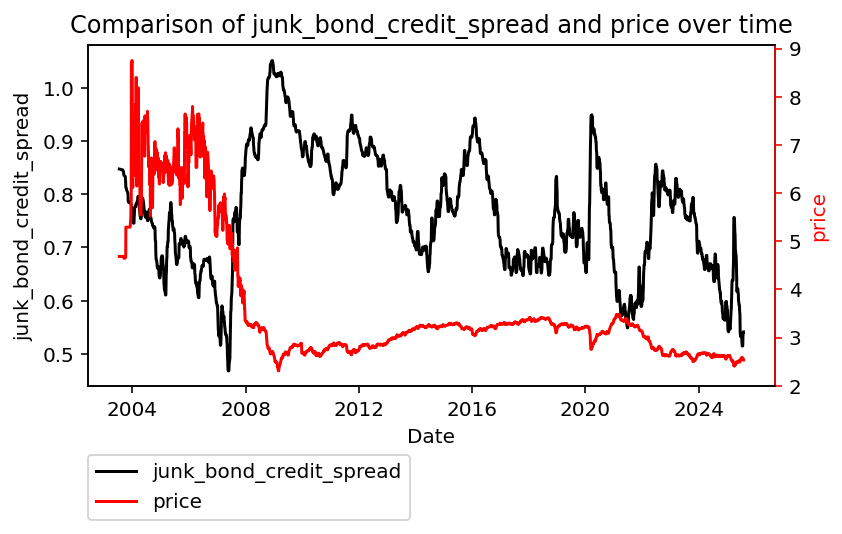 Comparison of junk_bond_credit_spread and price over time
junk_bond_credit_spread
1.0
0.9
0.8
0.7
0.6
0.5
9
8
7
6
5
4
3
2
price
2004 2008 2012 2016 2020 2024
Date
junk_bond_credit_spread
price